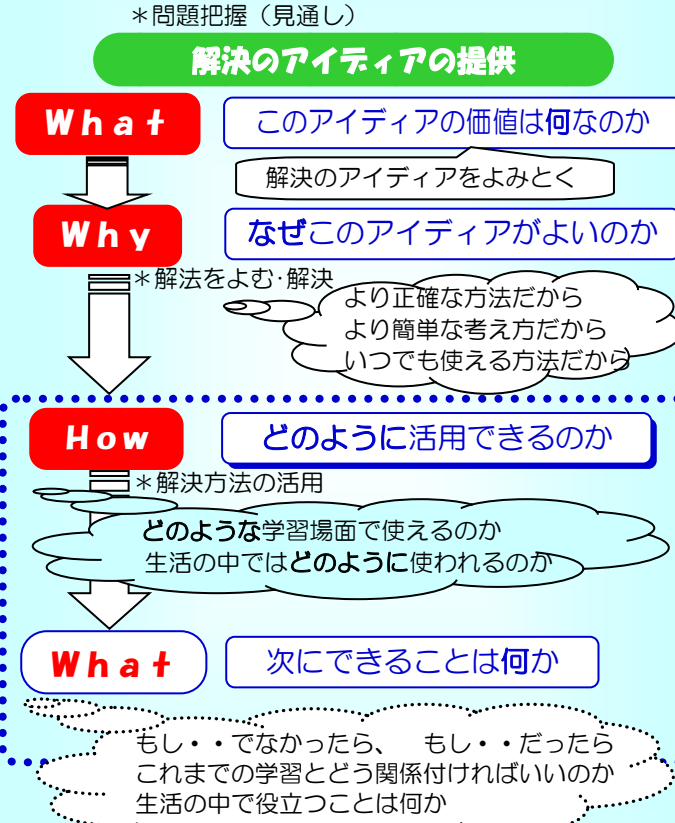 ＊問題把握（見通し）
解決のアイディアの提供
What
このアイディアの価値は何なのか
解決のアイディアをよみとく
Why
なぜこのアイディアがよいのか
＊解法をよむ･解決
より正確な方法だから
より簡単な考え方だから
いつでも使える方法だから
How
どのように活用できるのか
＊解決方法の活用
どのような学習場面で使えるのか
生活の中ではどのように使われるのか
What
次にできることは何か
もし・・でなかったら、　もし・・だったら
これまでの学習とどう関係付ければいいのか
生活の中で役立つことは何か